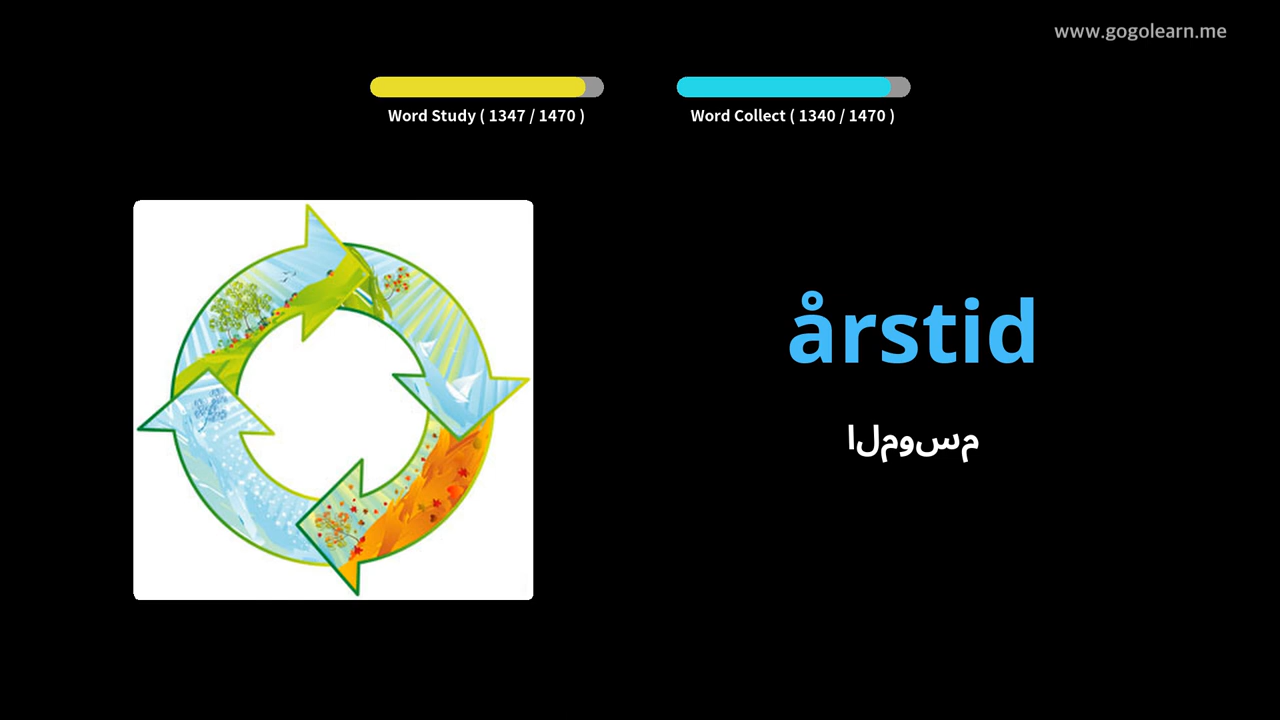 www.gogolearn.me
Word Study ( 1347 / 1470 )
Word Collect ( 1340 / 1470 )
årstid
الموسم